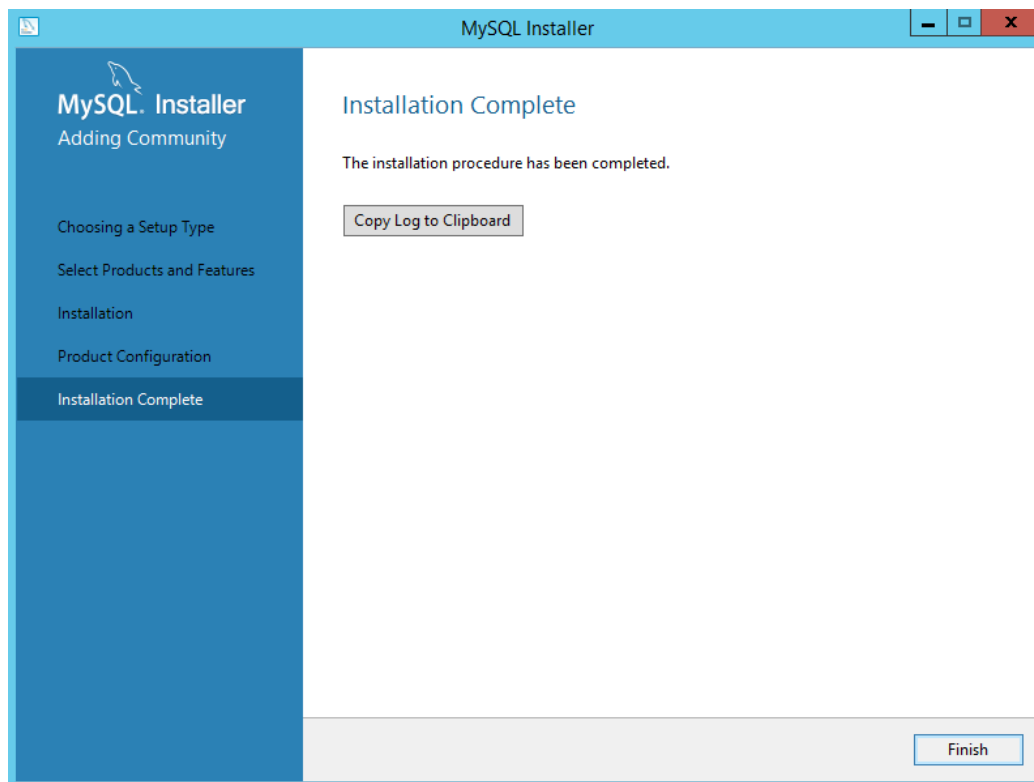 MySQL Installer
MySQL. Installer
Adding Community
Choosing a Setup Type
Select Products and Features
Installation
Product Configuration
Installation Complete
Installation Complete
The installation procedure has been completed.
Copy Log to Clipboard
Finish